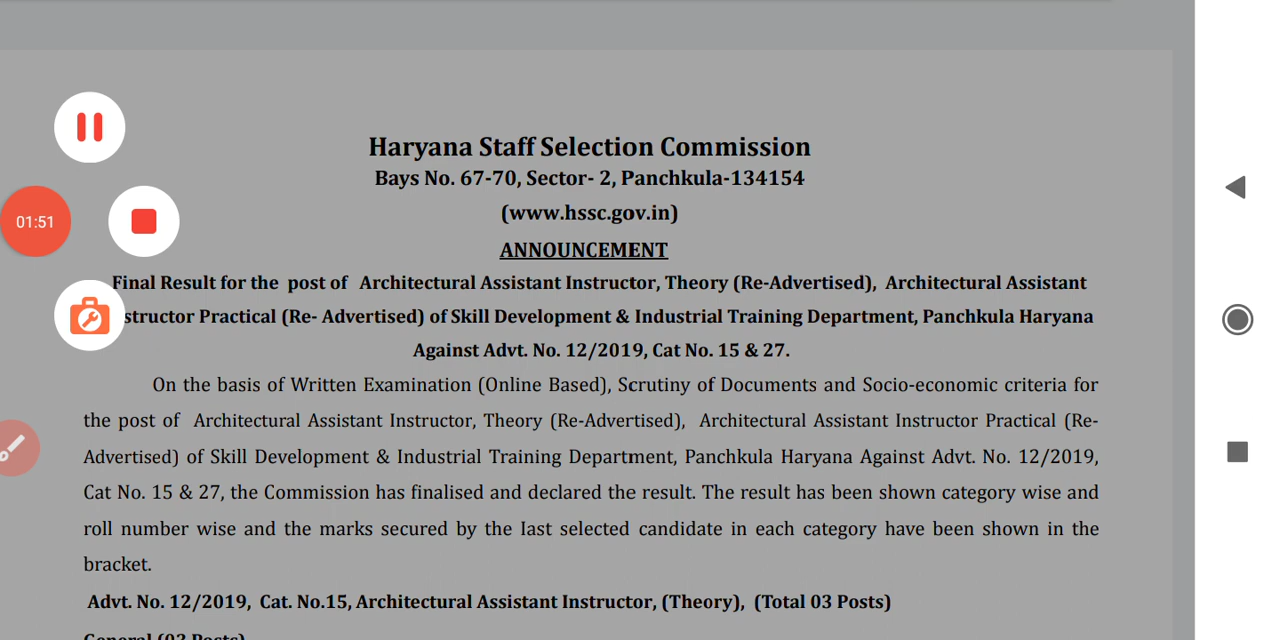 Haryana Staff Selection Commission
Bays No. 67-70, Sector- 2, Panchkula-134154
(www.hssc.gov.in)
ANNOUNCEMENT
01:51
Final Result for the post of Architectural Assistant Instructor, Theory (Re-Advertised), Architectural Assistant
structor Practical (Re- Advertised) of Skill Development & Industrial Training Department, Panchkula Haryana
Against Advt. No. 12/2019, Cat No. 15 & 27.
On the basis of Written Examination (Online Based), Scrutiny of Documents and Socio-economic criteria for
the post of Architectural Assistant Instructor, Theory (Re-Advertised), Architectural Assistant Instructor Practical (Re-
Advertised) of Skill Development & Industrial Training Department, Panchkula Haryana Against Advt. No. 12/2019,
Cat No. 15 & 27, the Commission has finalised and declared the result. The result has been shown category wise and
roll number wise and the marks secured by the last selected candidate in each category have been shown in the
bracket.
Advt. No. 12/2019, Cat. No.15, Architectural Assistant Instructor, (Theory), (Total 03 Posts)